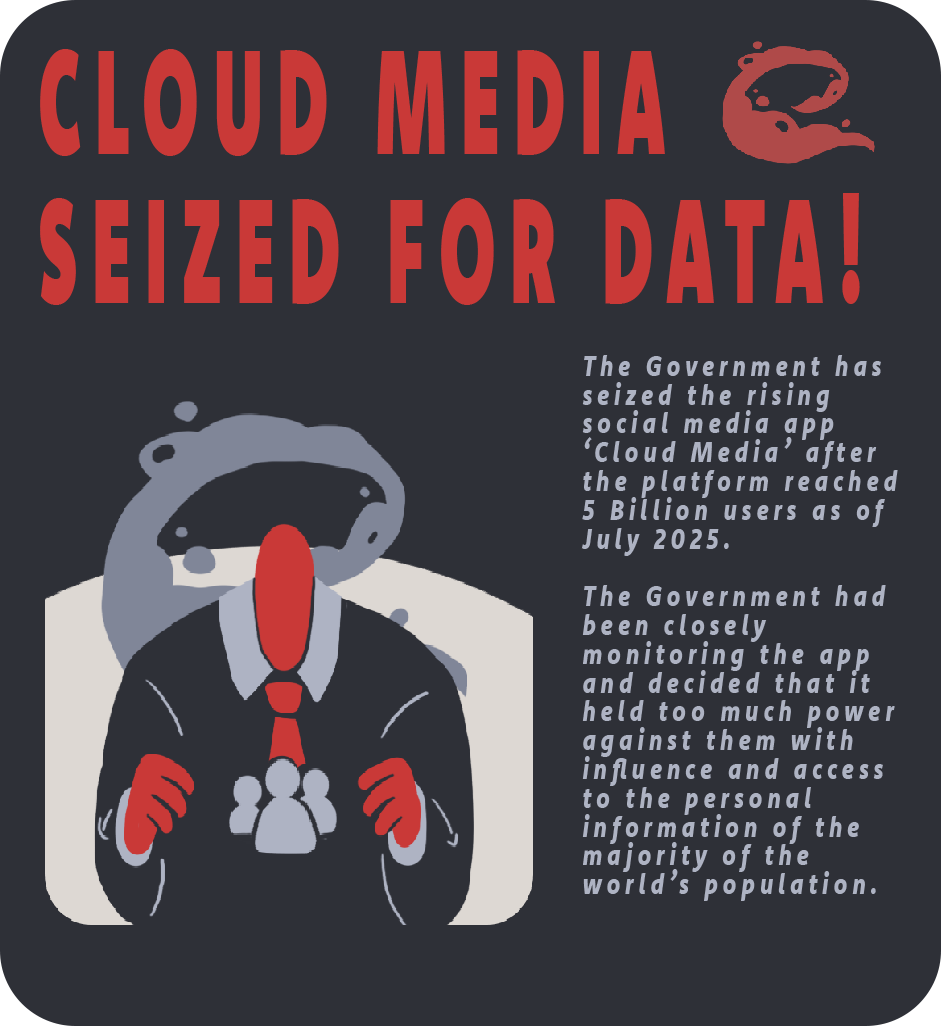 CLOUD MEDIA
SEIZED FOR DATA!
The Government has
seized the rising
social media app
‘Cloud Media’ after
the platform reached
5 Billion users as of
July 2025.
The Government had
been closely
monitoring the app
and decided that it
held too much power
against them with
influence and access
to the personal
information of the
majority of the
world’s population.